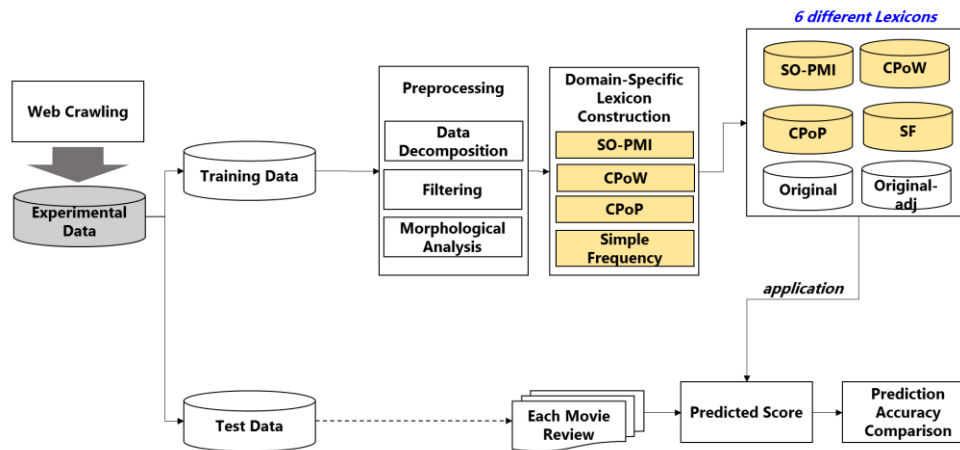 6 different Lexicons
SO-PMI
CPoW
CPoP
SF
Original
Original-
adj
Web Crawling
Experimental
Data
Training Data
Preprocessing
Data
Decomposition
Filtering
Morphological
Analysis
Domain-Specific
Lexicon
Construction
SO-PMI
CPoW
CPoP
Simple
Frequency
application
Test Data
Each Movie
Review
Predicted Score
Prediction
Accuracy
Comparison